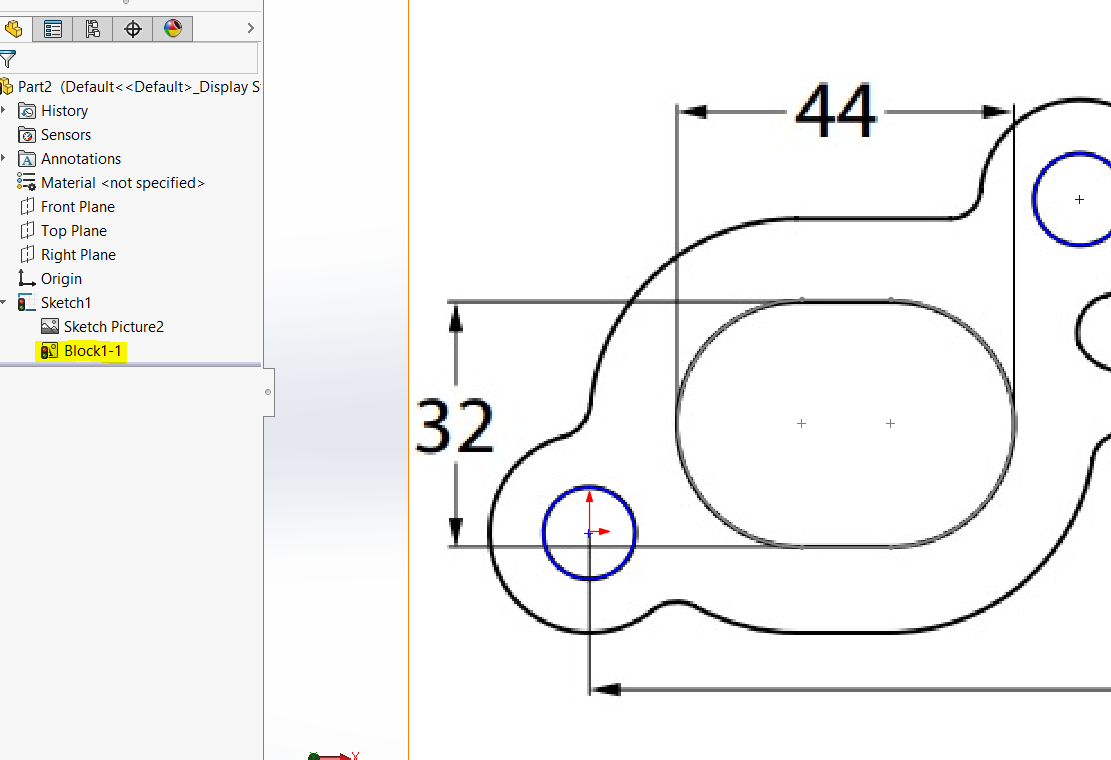 Part2 (Default<<Default>_Display S
History
Sensors
A Annotations
Material <not specified>
Front Plane
Top Plane
Right Plane
Origin
Sketch1
Sketch Picture2
Block1-1
44
32
X